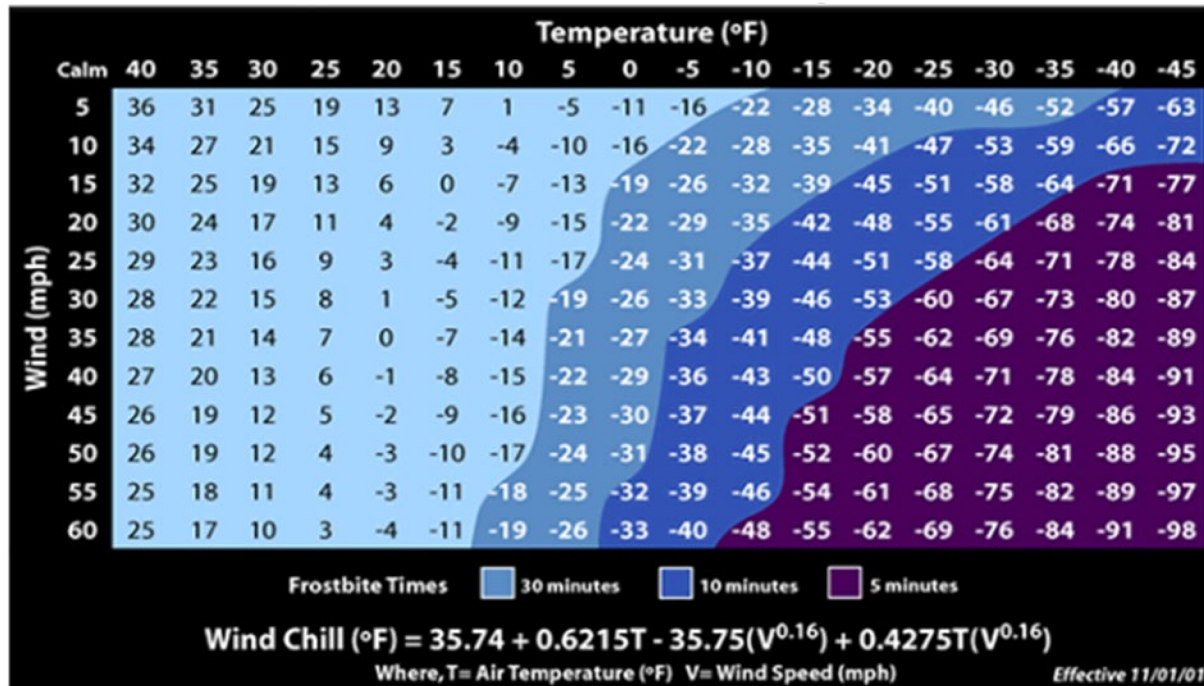 Temperature (ºF)
Calm 40 35 30 25 20 15 10 5 0 -5 -10 -15 -20 -25 -30 -35 -40 -45
5 36 31 25 19 13 7 1 -5 -11 -16 -22 -28 -34 -40 -46 -52 -57 -63
10 34 27 21 15 9 3 -4 -10 -16 -22 -28 -35 -41 -47 -53 -59 -66 -72
15 32 25 19 13 6 0 -7 -13 -19 -26 -32 -39 -45 -51 -58 -64 -71 -77
20 30 24 17 11 4 -2 -9 -15 -22 -29 -35 -42 -48 -55 -61 -68 -74 -81
25 29 23 16 9 3 -4 -11 -17 -24 -31 -37 -44 -51 -58 -64 -71 -78 -84
30 28 22 15 8 1 -5 -12 -19 -26 -33 -39 -46 -53 -60 -67 -73 -80 -87
35 28 21 14 7 0 -7 -14 -21 -27 -34 -41 -48 -55 -62 -69 -76 -82 -89
40 27 20 13 6 -1 -8 -15 -22 -29 -36 -43 -50 -57 -64 -71 -78 -84 -91
45 26 19 12 5 -2 -9 -16 -23 -30 -37 -44 -51 -58 -65 -72 -79 -86 -93
50 26 19 12 4 -3 -10 -17 -24 -31 -38 -45 -52 -60 -67 -74 -81 -88 -95
55 25 18 11 4 -3 -11 -18 -25 -32 -39 -46 -54 -61 -68 -75 -82 -89 -97
60 25 17 10 3 -4 -11 -19 -26 -33 -40 -48 -55 -62 -69 -76 -84 -91 -98
Wind (mph)
Frostbite Times 30 minutes 10 minutes 5 minutes
Wind Chill (ºF) = 35.74 + 0.6215T - 35.75(V^0.16) + 0.4275T(V^0.16)
Where, T= Air Temperature (ºF) V= Wind Speed (mph)
Effective 11/01/0